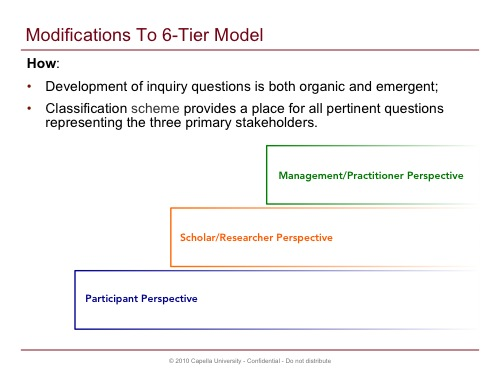 Modifications To 6-Tier Model
How:
• Development of inquiry questions is both organic and emergent;
• Classification scheme provides a place for all pertinent questions
representing the three primary stakeholders.
Management/Practitioner Perspective
Scholar/Researcher Perspective
Participant Perspective
© 2010 Capella University - Confidential - Do not distribute